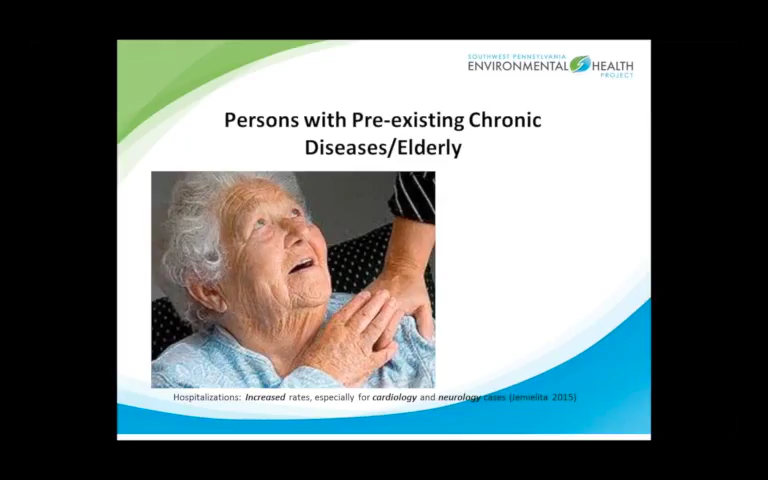 SOUTHWEST PENNSYLVANIA
ENVIRONMENTAL HEALTH
PROJECT
Persons with Pre-existing Chronic
Diseases/Elderly
Hospitalizations: Increased rates, especially for cardiology and neurology cases (Jemielita 2015)